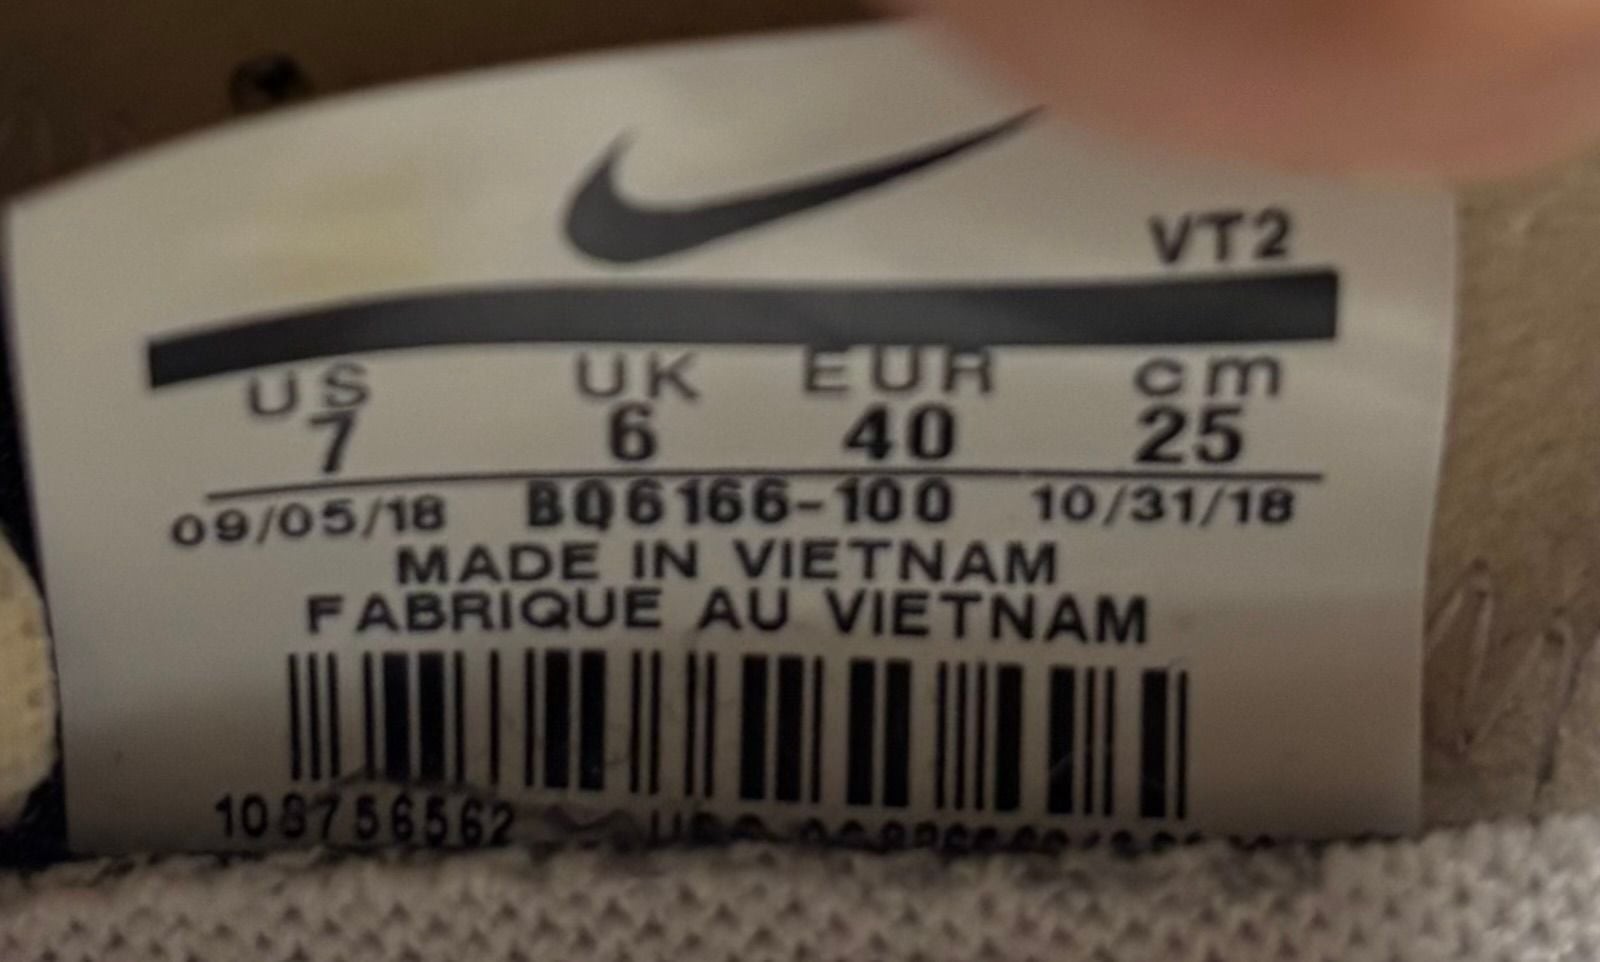 VT2
US UK EUR cm
7 6 40 25
09/05/18 BQ6166-100 10/31/18
MADE IN VIETNAM
FABRIQUE AU VIETNAM
108756562